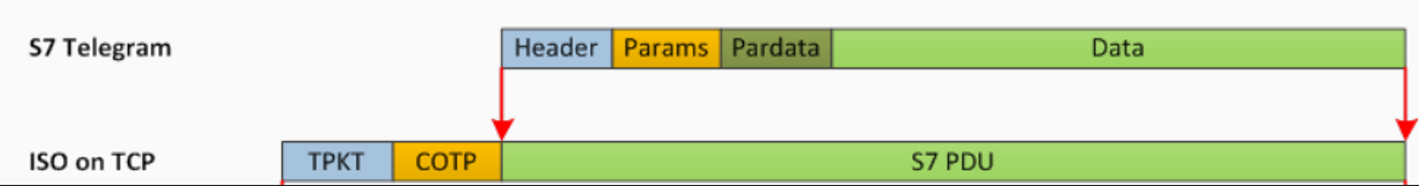 S7 Telegram Header Params Pardata Data
ISO on TCP TPKT COTP S7 PDU